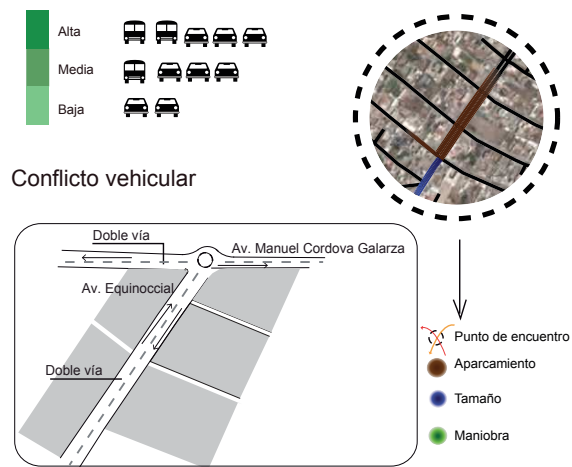 Alta
Media
Baja
Conflicto vehicular
Doble vía
Av. Manuel Cordova Galarza
Av. Equinoccial
Doble vía
Punto de encuentro
Aparcamiento
Tamaño
Maniobra